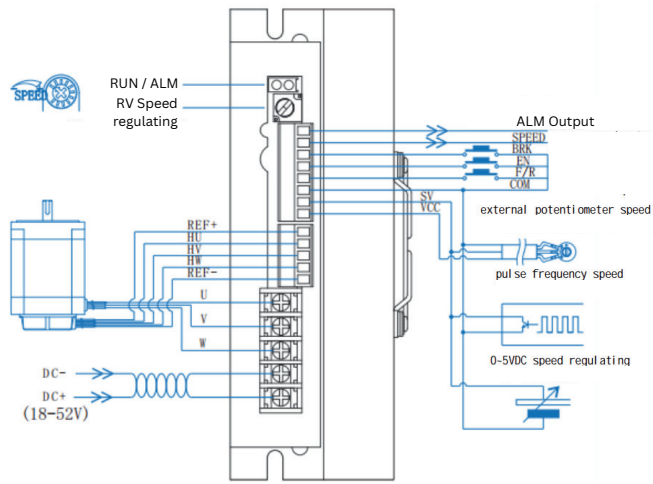 SPEED
RUN / ALM
RV Speed
regulating
ALM Output
SPEED
BRK
EN
F/R
COM
SV
VCC
external potentiometer speed
pulse frequency speed
0~5VDC speed regulating
REF+
HU
HV
HW
REF-
U
V
W
DC-
DC+
(18-52V)